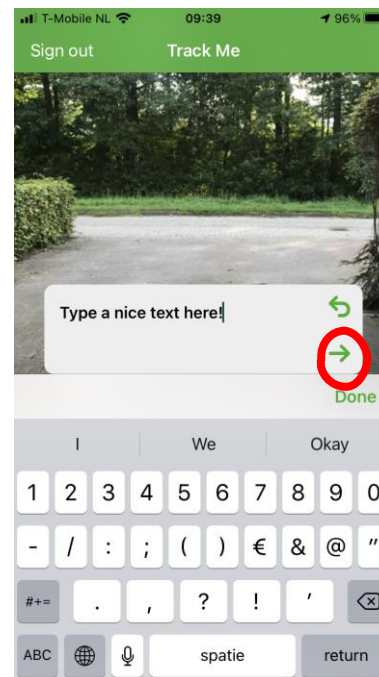 T-Mobile NL 09:39 96%
Sign out Track Me
Type a nice text here!
Done
I We Okay
1 2 3 4 5 6 7 8 9 0
- / : ; ( ) € & @ "
#+= . , ? ! '
ABC spatie return